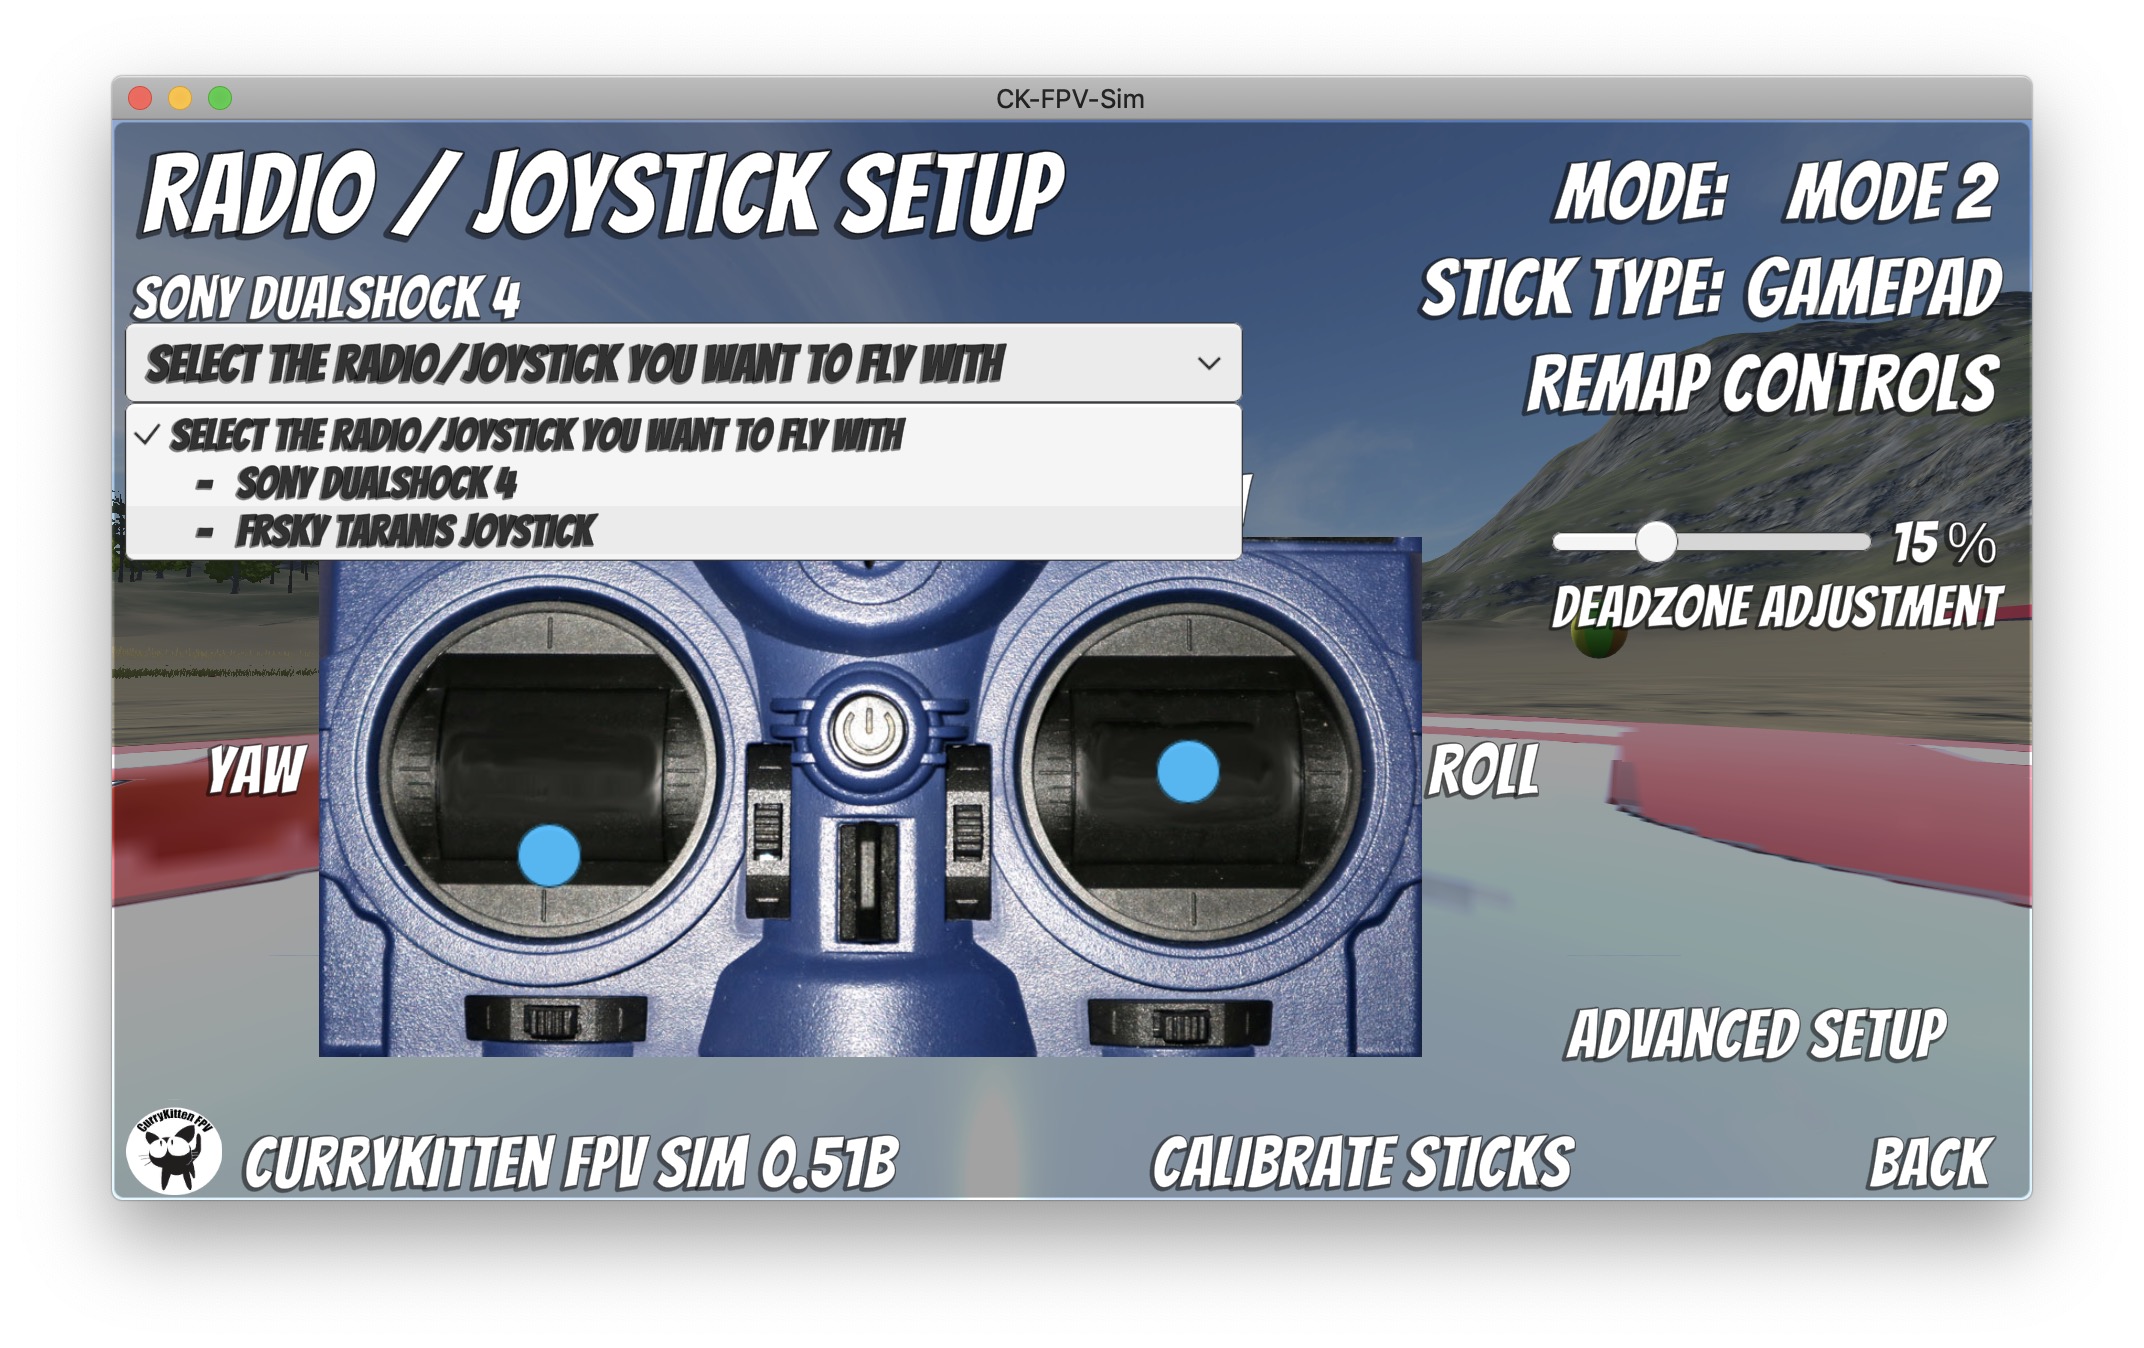 CK-FPV-Sim
RADIO / JOYSTICK SETUP
MODE: MODE 2
SONY DUALSHOCK 4
STICK TYPE: GAMEPAD
SELECT THE RADIO/JOYSTICK YOU WANT TO FLY WITH
REMAP CONTROLS
SELECT THE RADIO/JOYSTICK YOU WANT TO FLY WITH
- SONY DUALSHOCK 4
- FRSKY TARANIS JOYSTICK
15 %
DEADZONE ADJUSTMENT
YAW
ROLL
ADVANCED SETUP
CurryKitten FPV
CURRYKITTEN FPV SIM 0.51B
CALIBRATE STICKS
BACK